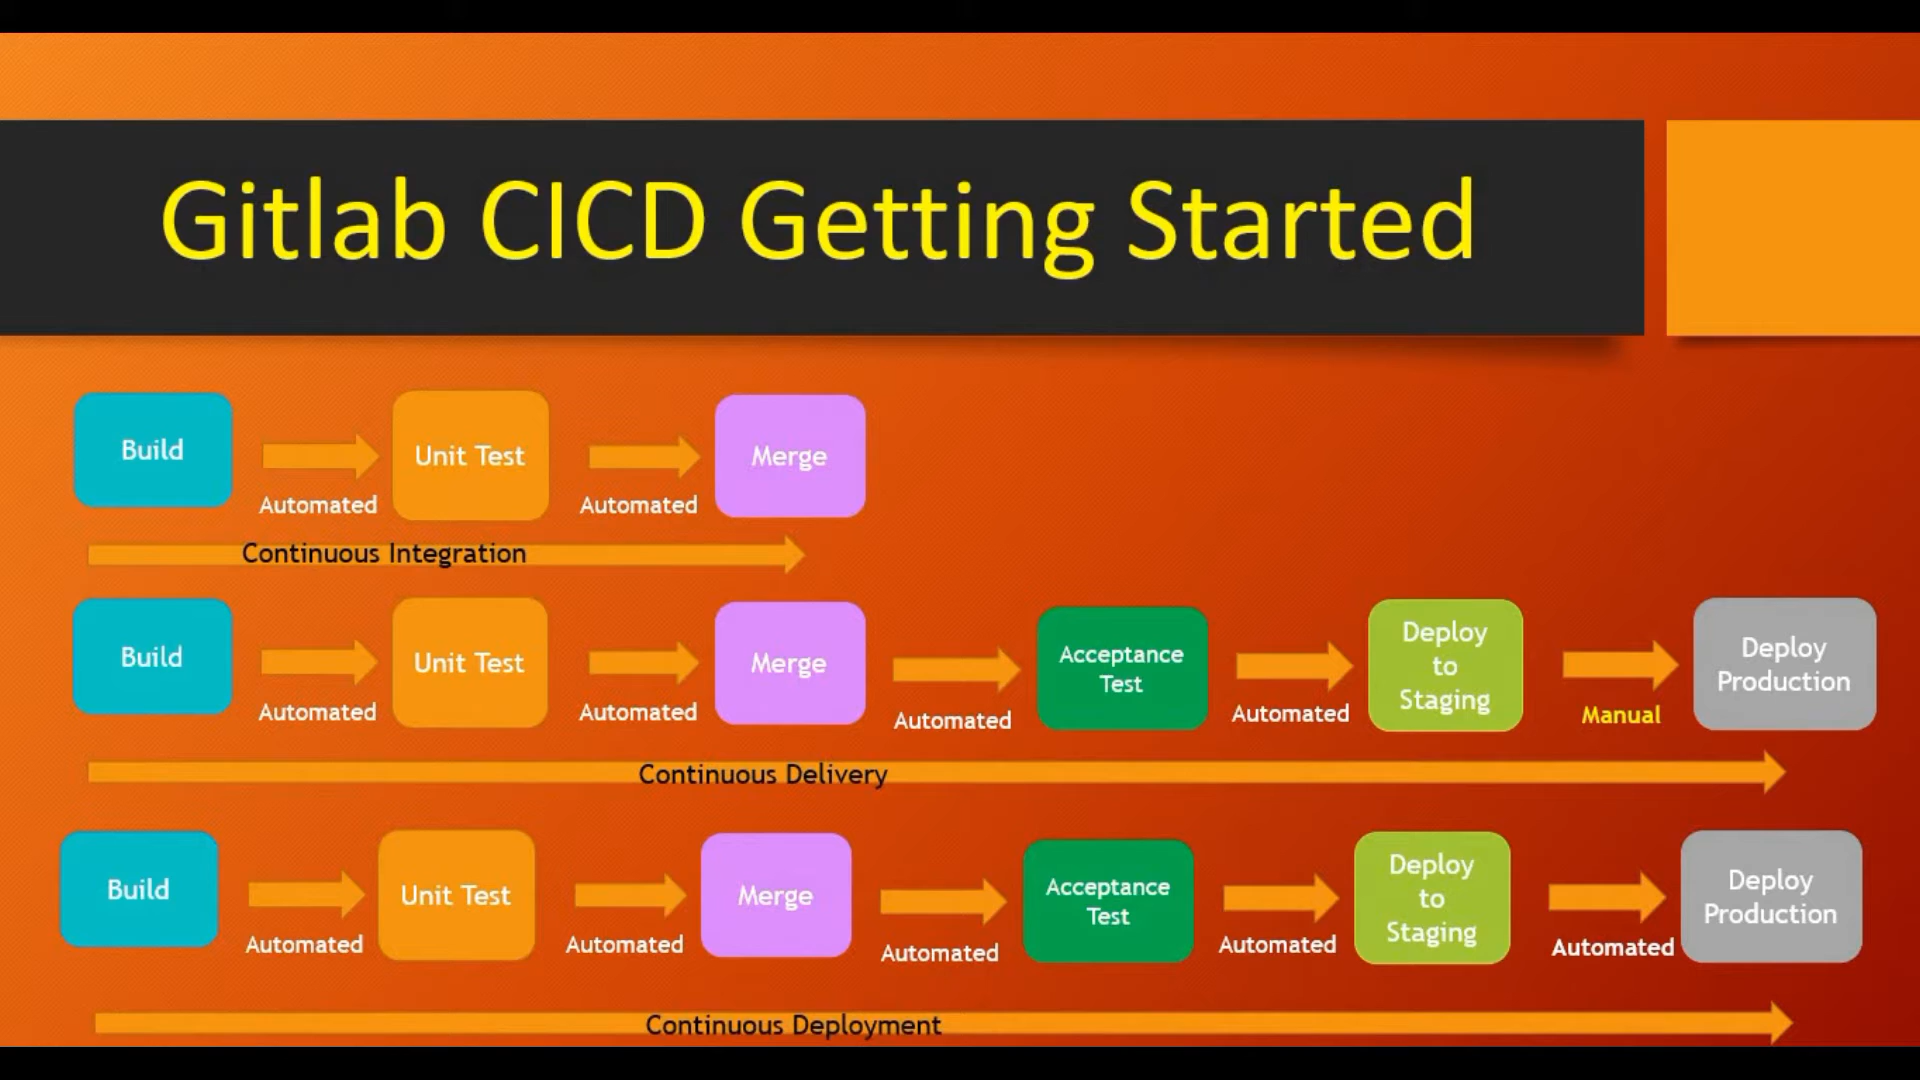 Gitlab CICD Getting Started
Build
Automated
Unit Test
Automated
Merge
Continuous Integration
Build
Automated
Unit Test
Automated
Merge
Automated
Acceptance
Test
Automated
Deploy
to
Staging
Manual
Deploy
Production
Continuous Delivery
Build
Automated
Unit Test
Automated
Merge
Automated
Acceptance
Test
Automated
Deploy
to
Staging
Automated
Deploy
Production
Continuous Deployment